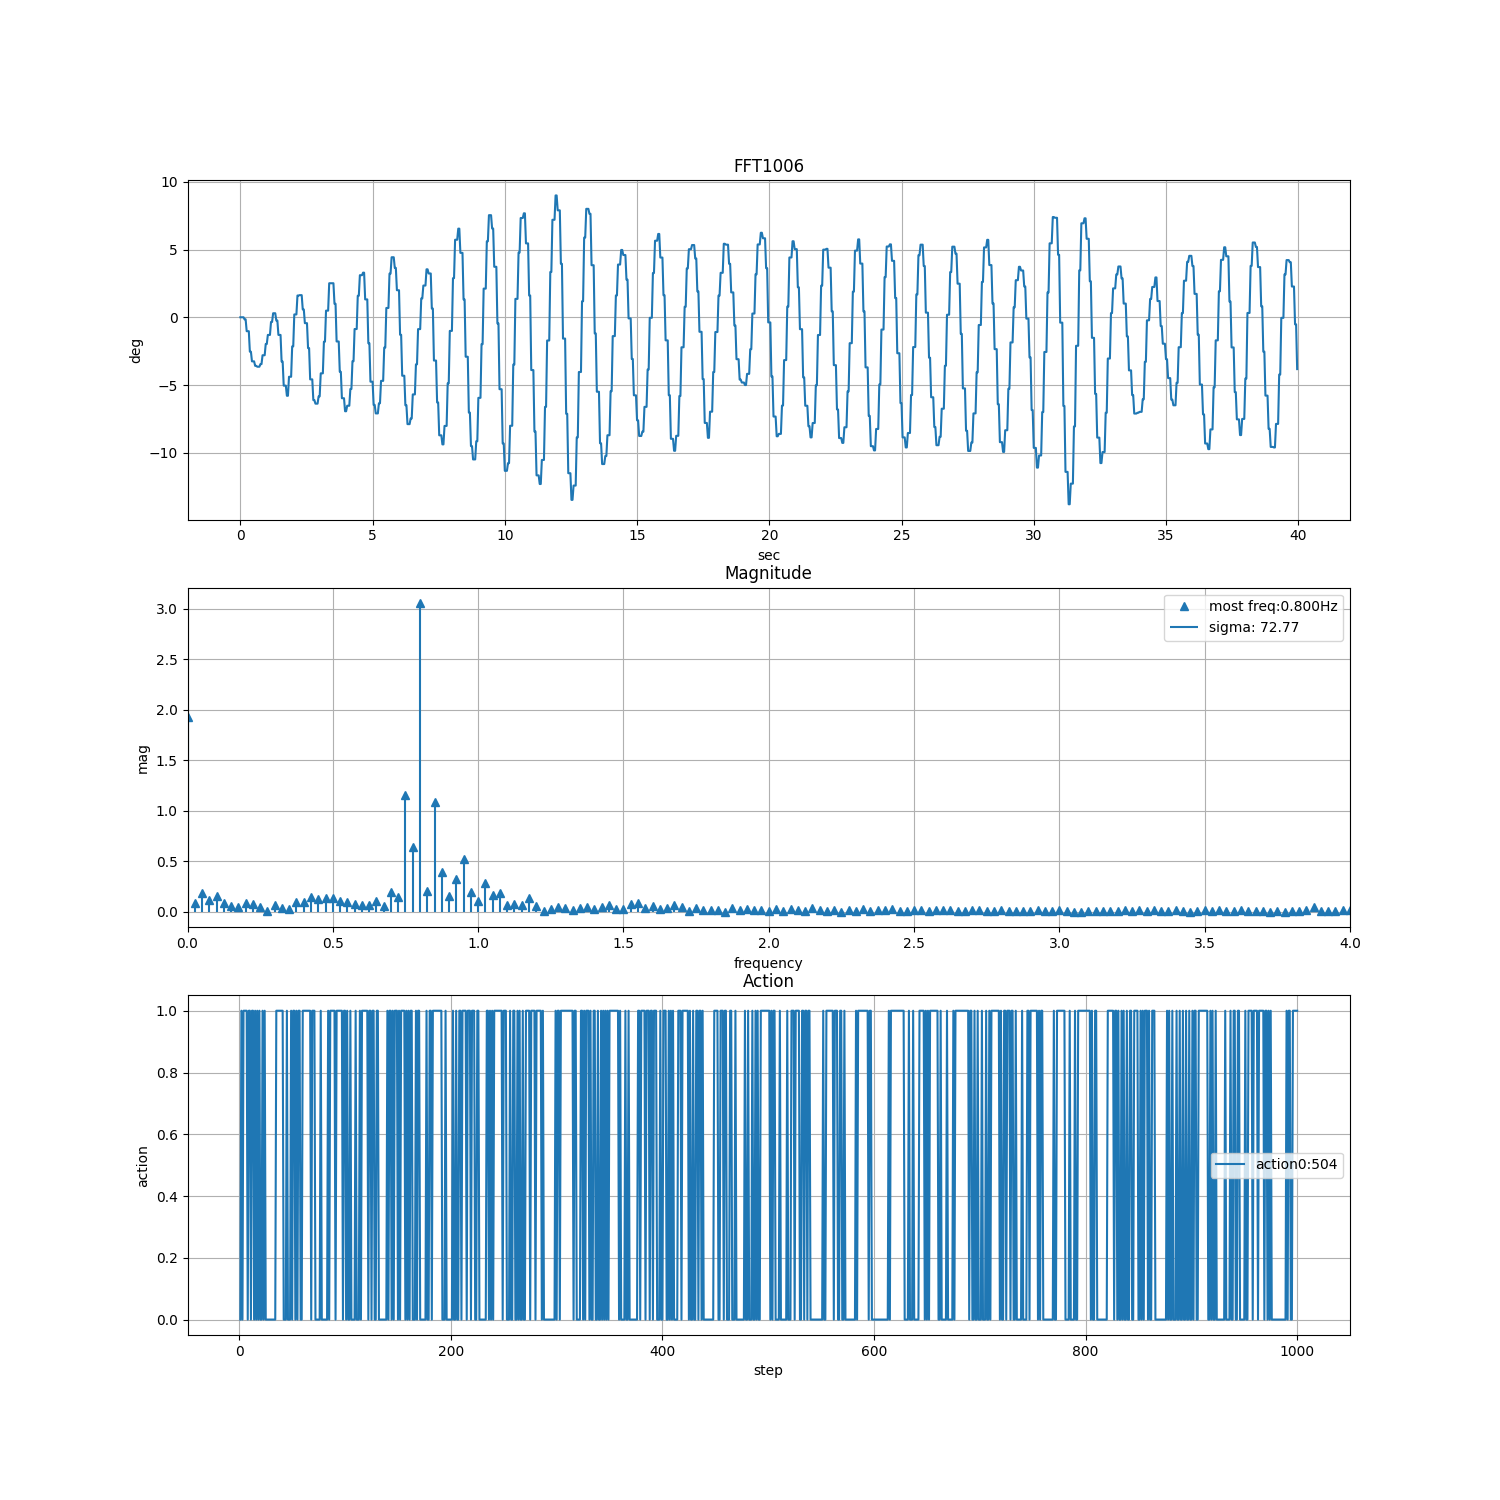 FFT1006
10
5
0
−5
−10
deg
0 5 10 15 20 25 30 35 40
sec
Magnitude
3.0
2.5
2.0
1.5
1.0
0.5
0.0
mag
most freq:0.800Hz
sigma: 72.77
0.0 0.5 1.0 1.5 2.0 2.5 3.0 3.5 4.0
frequency
Action
1.0
0.8
0.6
0.4
0.2
0.0
action
action0:504
0 200 400 600 800 1000
step